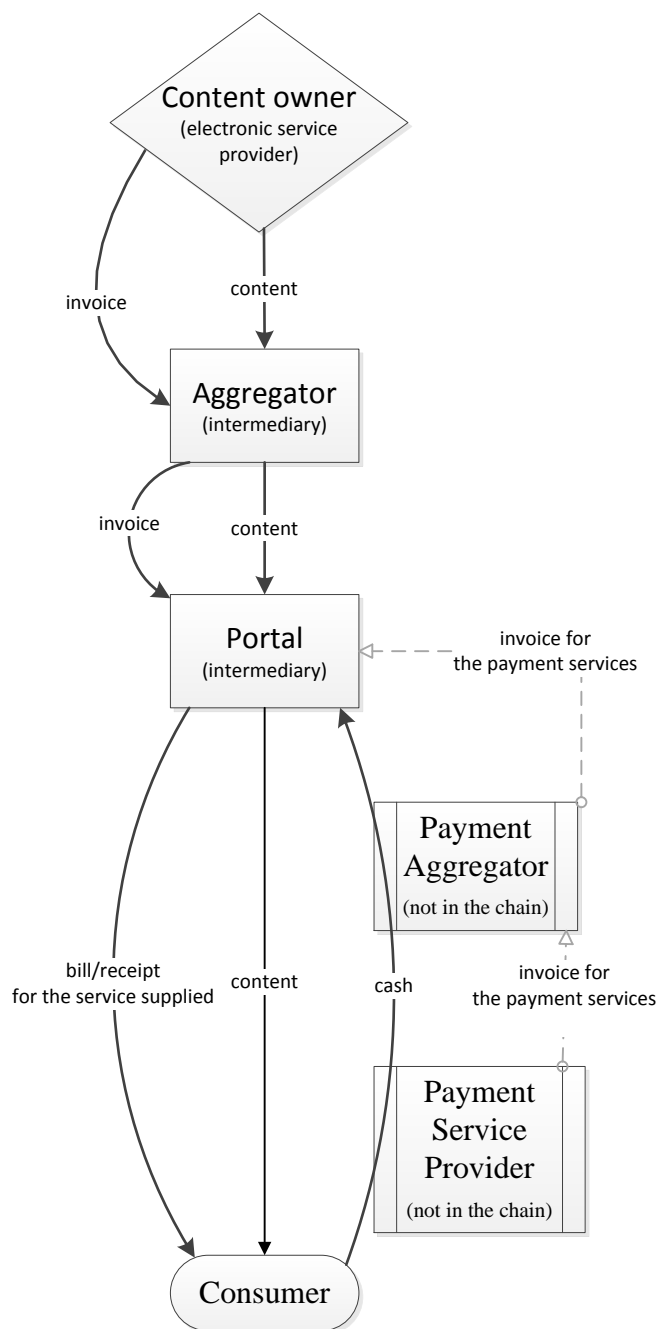 Content owner
(electronic service
provider)
invoice
content
Aggregator
(intermediary)
invoice
content
Portal
(intermediary)
invoice for
the payment services
Payment
Aggregator
(not in the chain)
bill/receipt
for the service supplied
content
cash
invoice for
the payment services
Payment
Service
Provider
(not in the chain)
Consumer